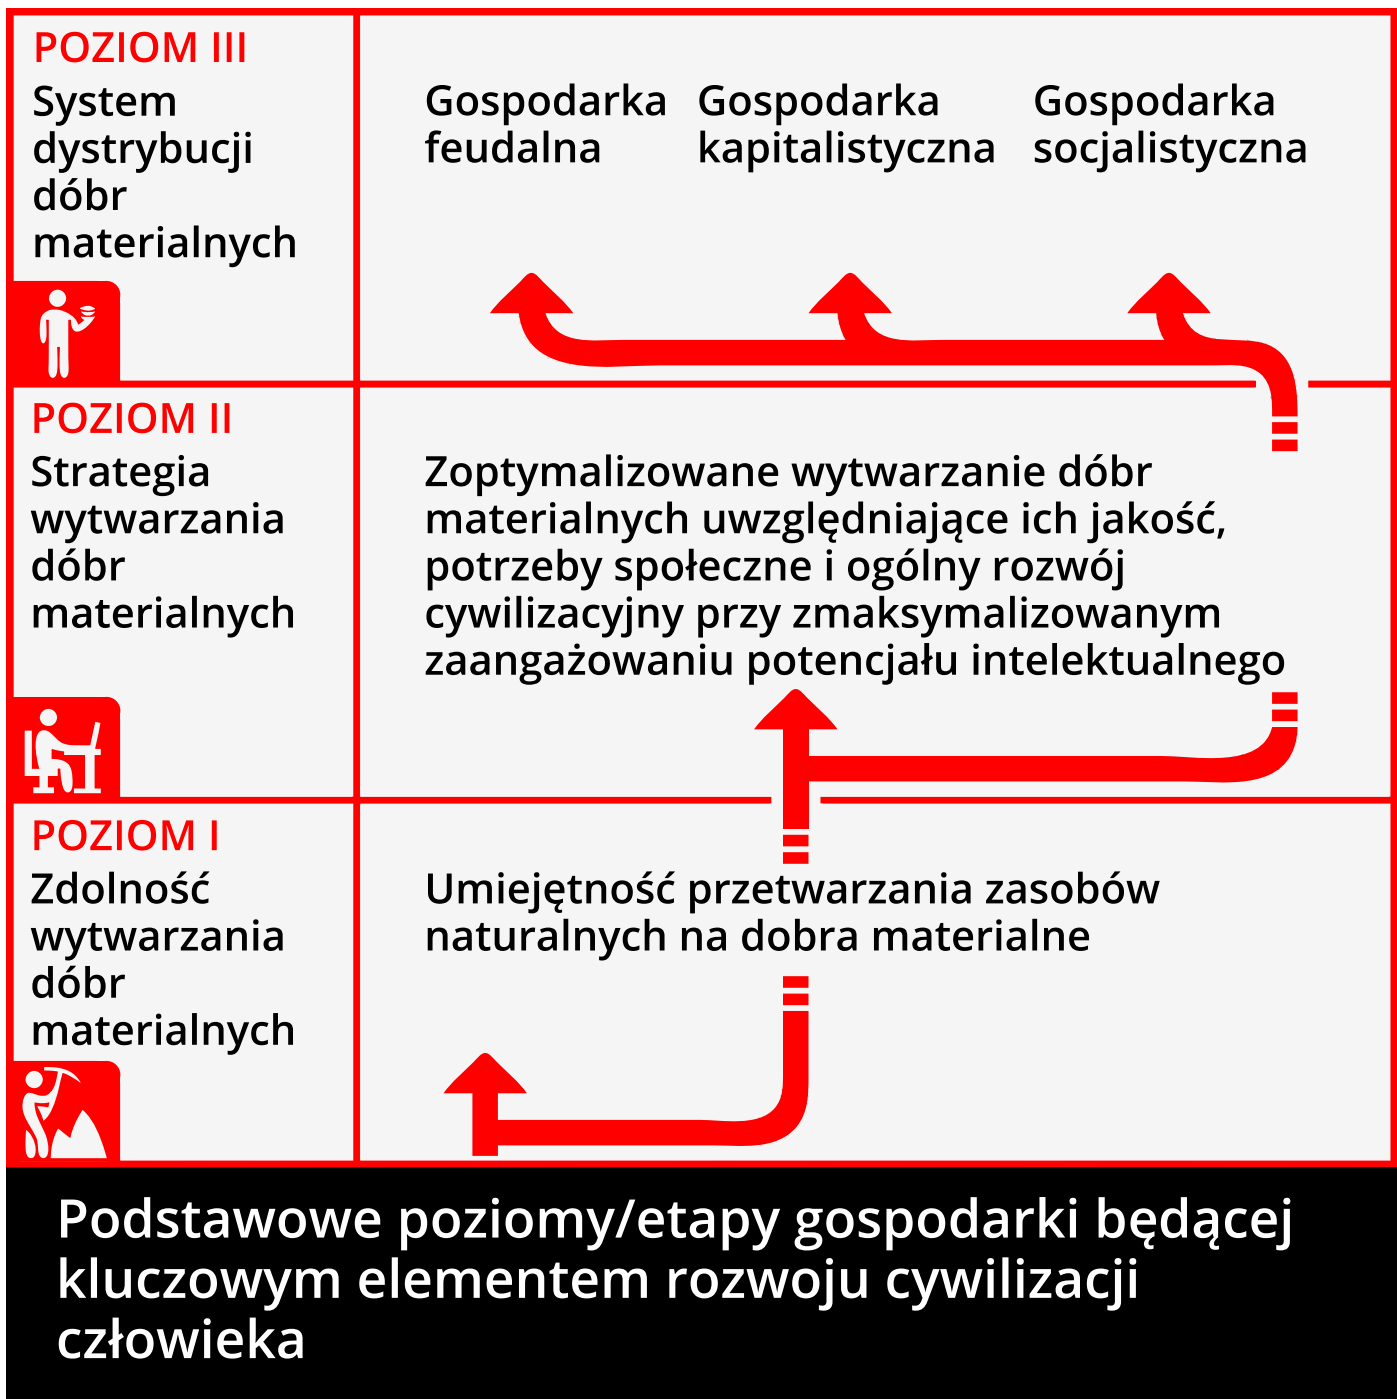 POZIOM III
System
dystrybucji
dóbr
materialnych
Gospodarka
feudalna
Gospodarka
kapitalistyczna
Gospodarka
socjalistyczna
POZIOM II
Strategia
wytwarzania
dóbr
materialnych
Zoptymalizowane wytwarzanie dóbr
materialnych uwzględniające ich jakość,
potrzeby społeczne i ogólny rozwój
cywilizacyjny przy zmaksymalizowanym
zaangażowaniu potencjału intelektualnego
POZIOM I
Zdolność
wytwarzania
dóbr
materialnych
Umiejętność przetwarzania zasobów
naturalnych na dobra materialne
Podstawowe poziomy/etapy gospodarki będącej
kluczowym elementem rozwoju cywilizacji
człowieka